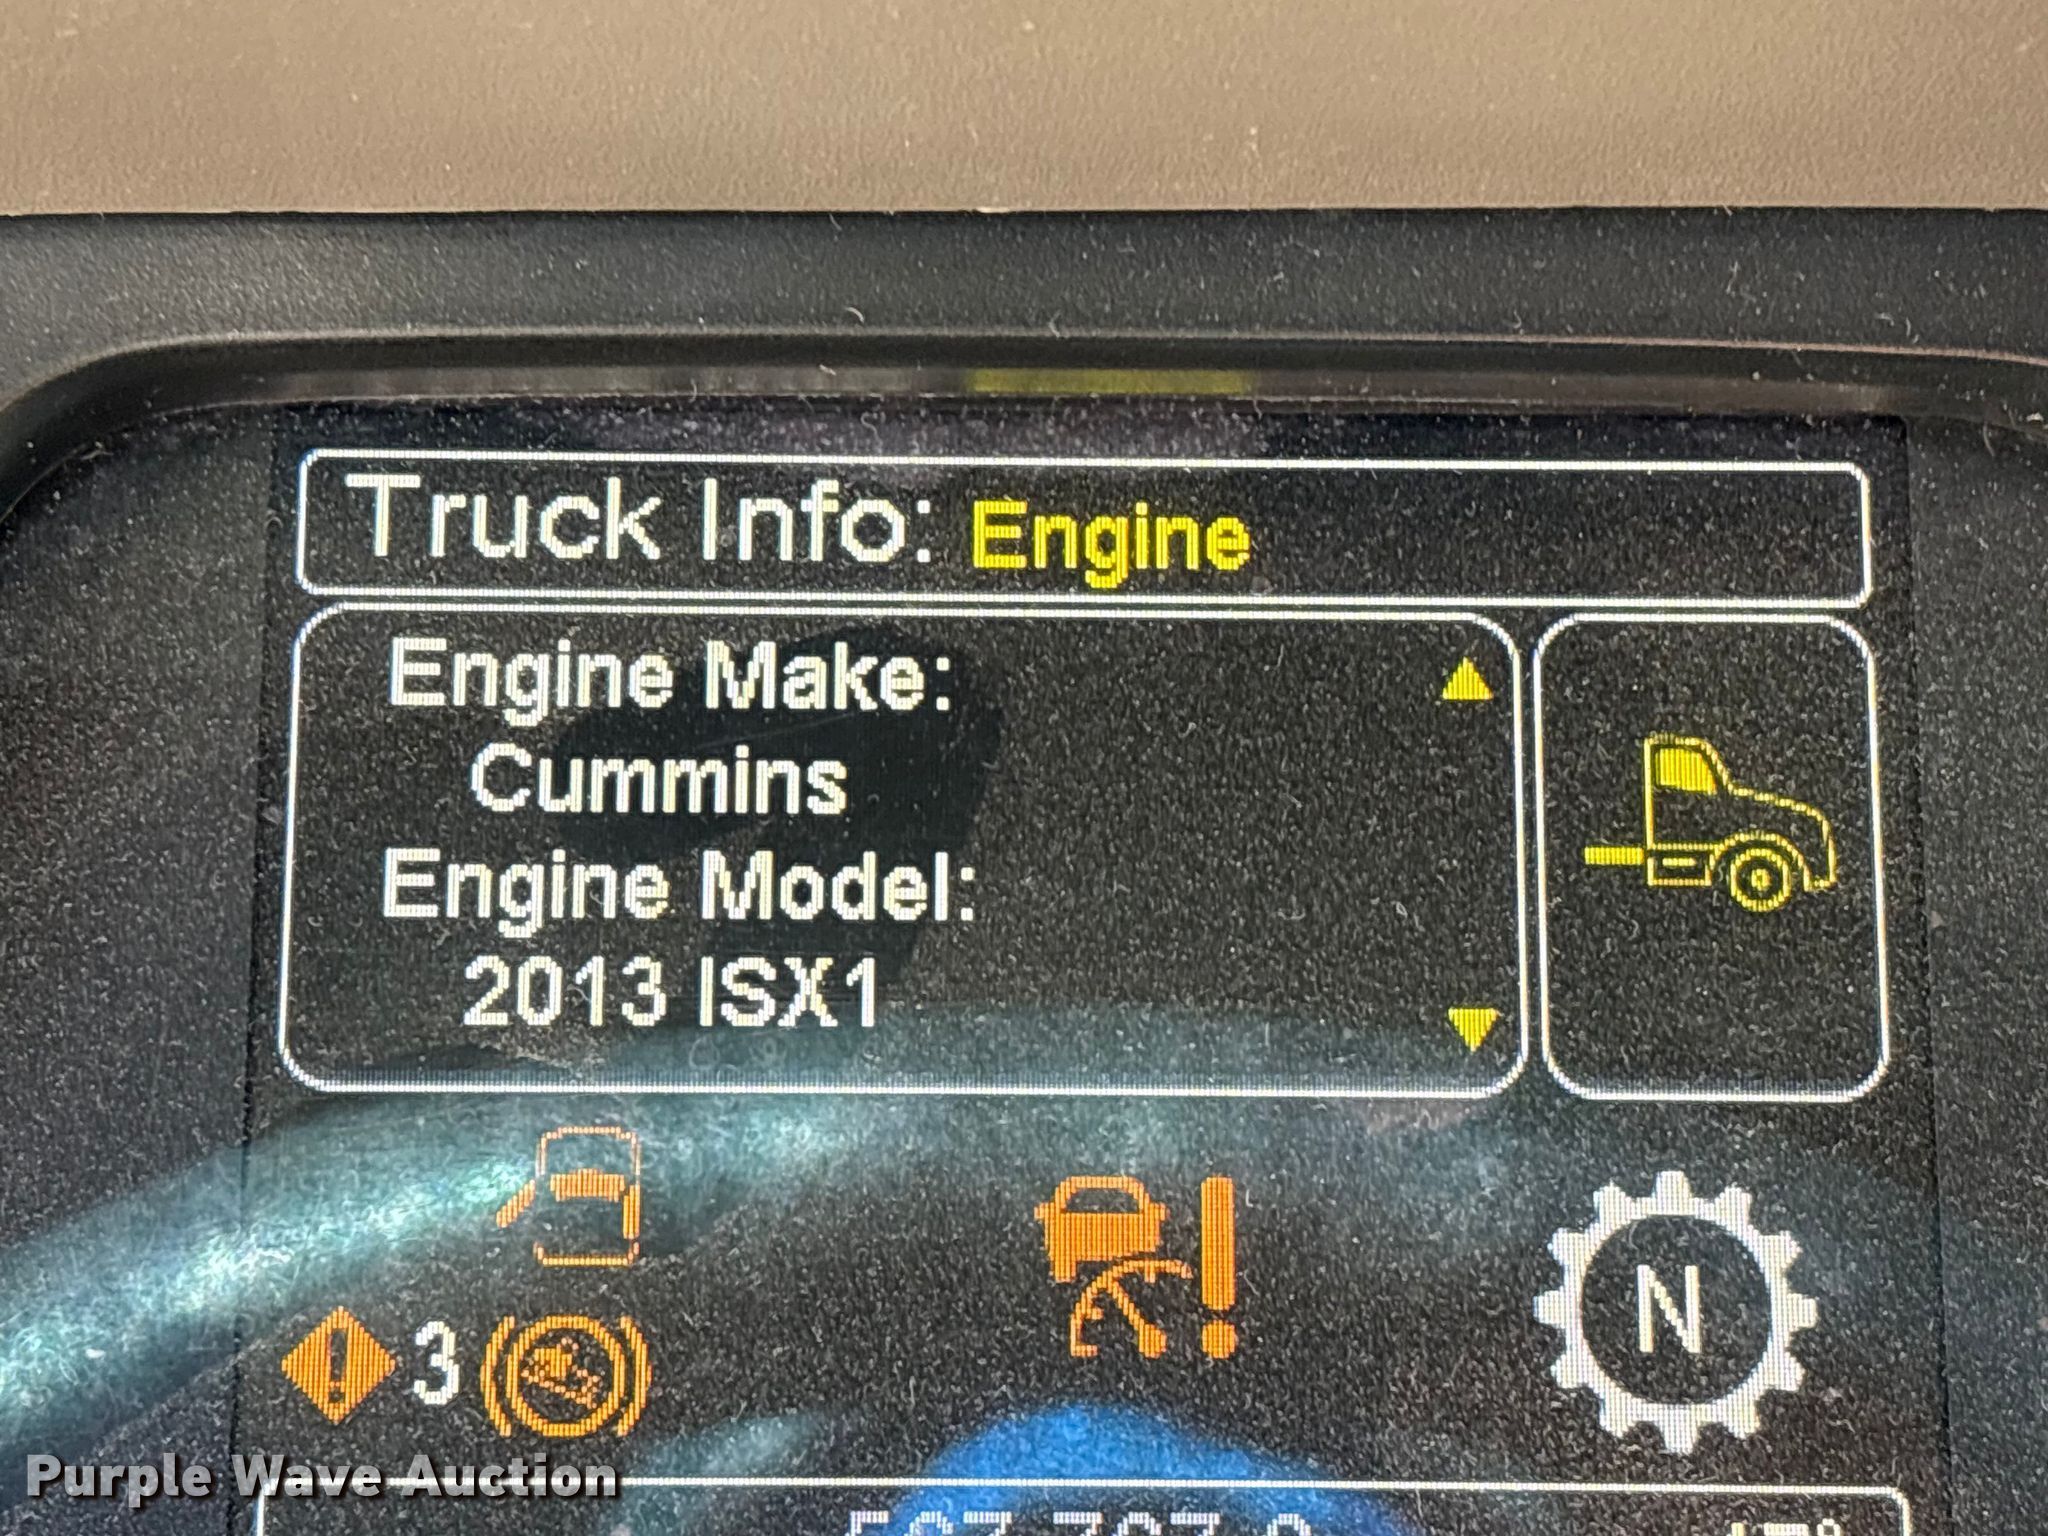 Truck Info: Engine
Engine Make:
Cummins
Engine Model:
2013 ISX1
N
3
Purple Wave Auction